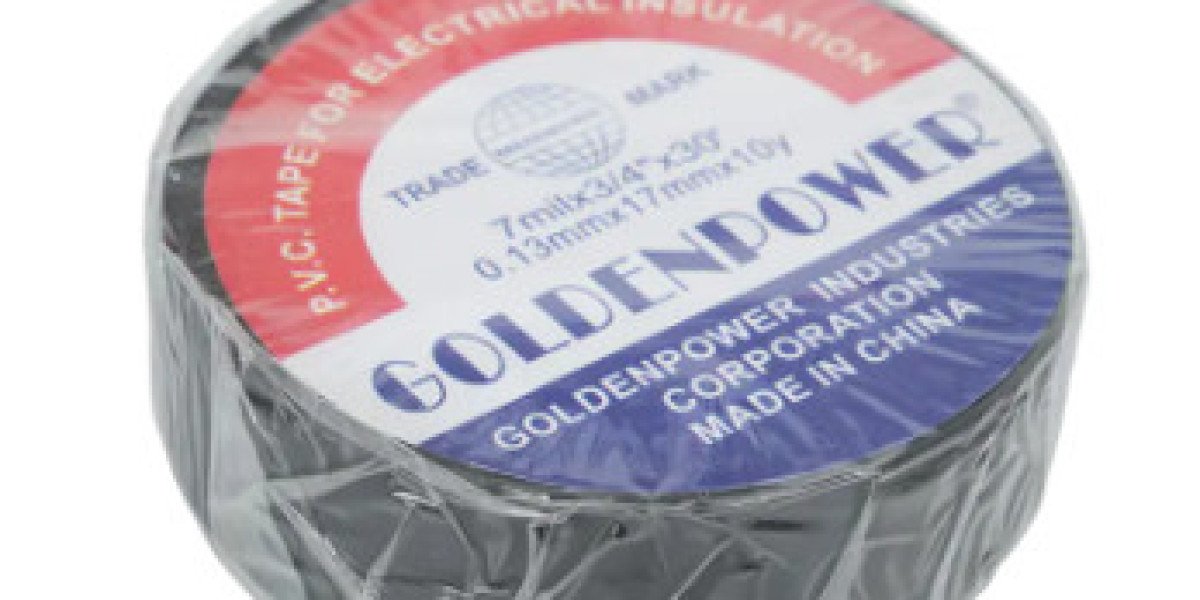 P.V.C. TAPE FOR ELECTRICAL INSULATION
TRADE MARK
7milx3/4"x30'
0.13mmx17mmx10y
GOLDENPOWER®
GOLDENPOWER INDUSTRIES
CORPORATION
MADE IN CHINA